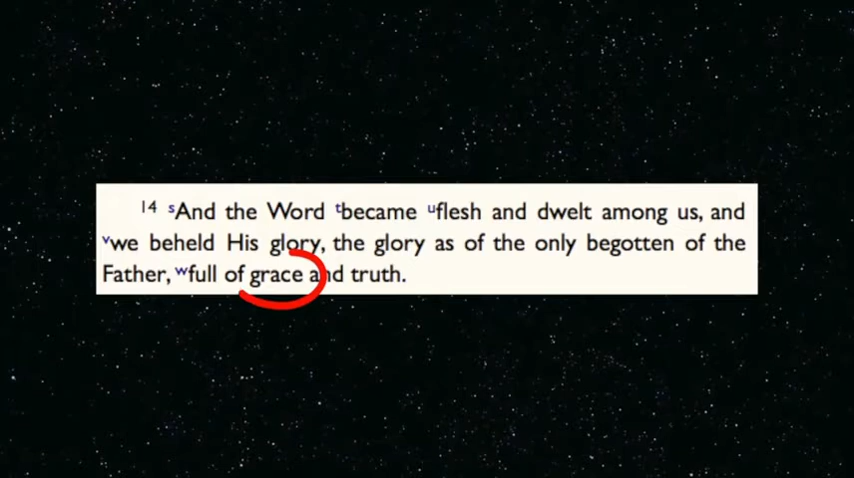 14 sAnd the Word tbecame uflesh and dwelt among us, and
vwe beheld His glory, the glory as of the only begotten of the
Father, wfull of grace and truth.